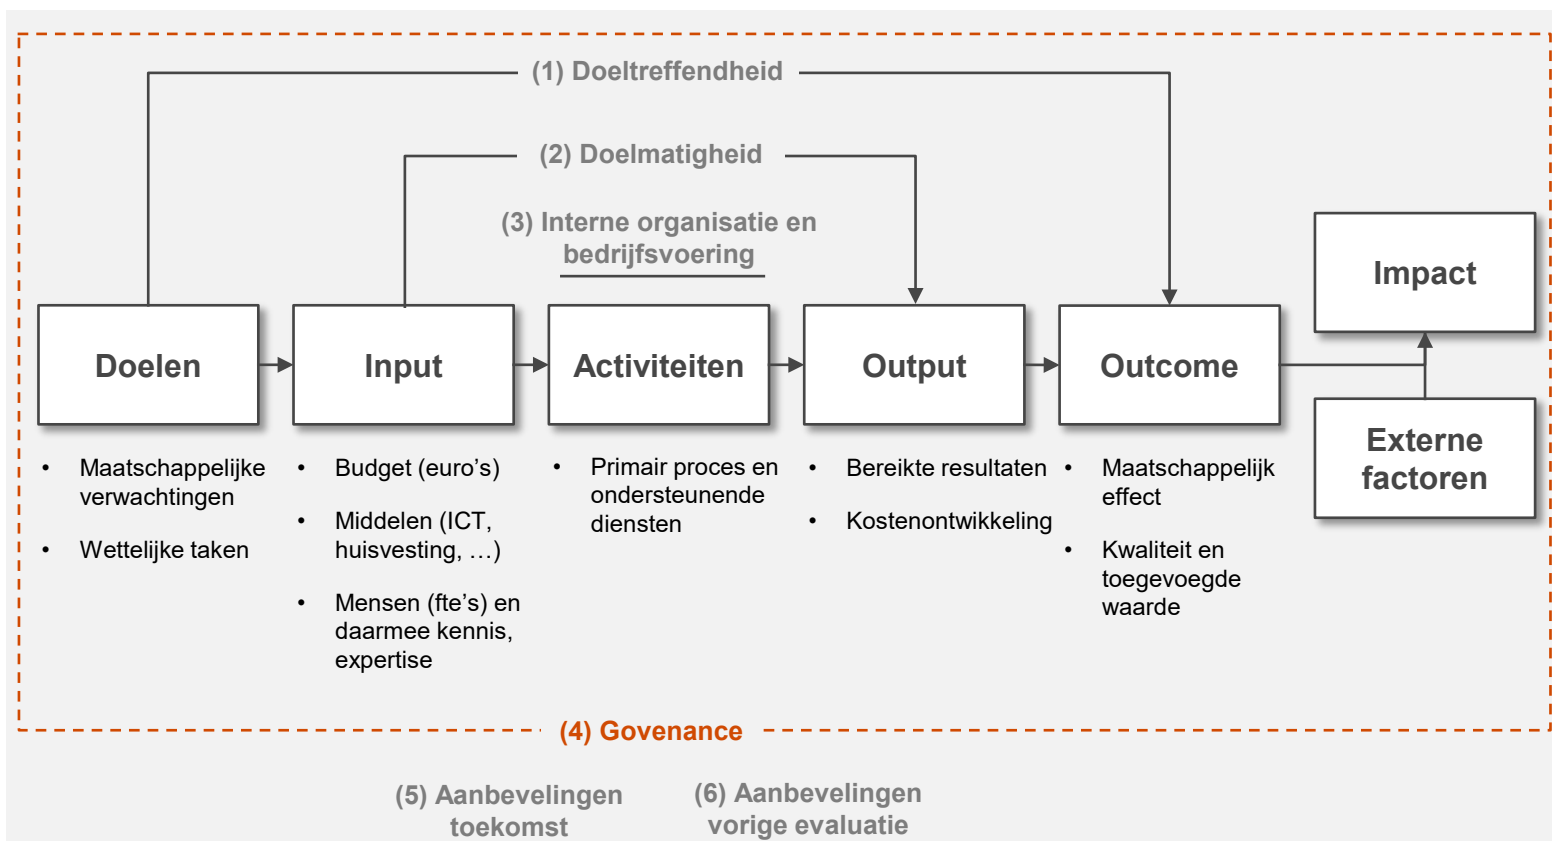 (1) Doeltreffendheid
(2) Doelmatigheid
(3) Interne organisatie en
bedrijfsvoering
Impact
Doelen
Input
Activiteiten
Output
Outcome
Externe
factoren
• Maatschappelijke
verwachtingen
• Wettelijke taken
• Budget (euro’s)
• Middelen (ICT,
huisvesting, …)
• Mensen (fte’s) en
daarmee kennis,
expertise
• Primair proces en
ondersteunende
diensten
• Bereikte resultaten
• Kostenontwikkeling
• Maatschappelijk
effect
• Kwaliteit en
toegevoegde
waarde
(4) Govenance
(5) Aanbevelingen
toekomst
(6) Aanbevelingen
vorige evaluatie